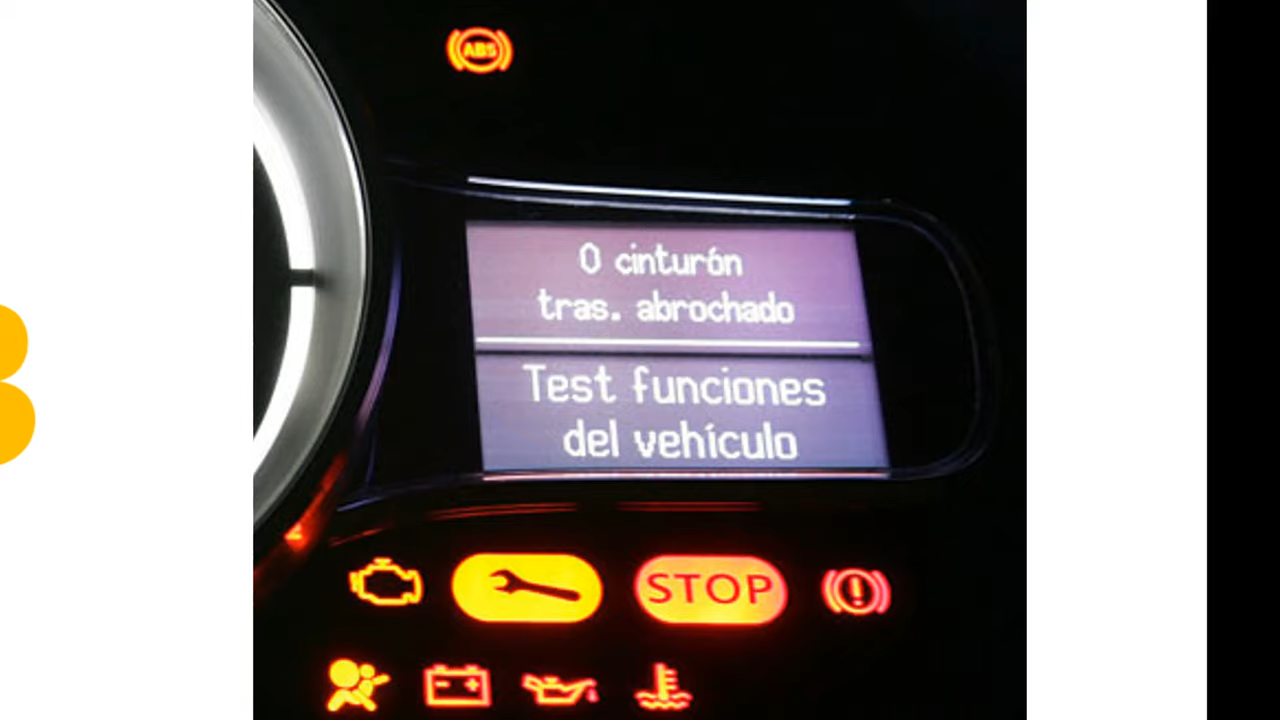 ABS
0 cinturón
tras. abrochado
Test funciones
del vehículo
STOP